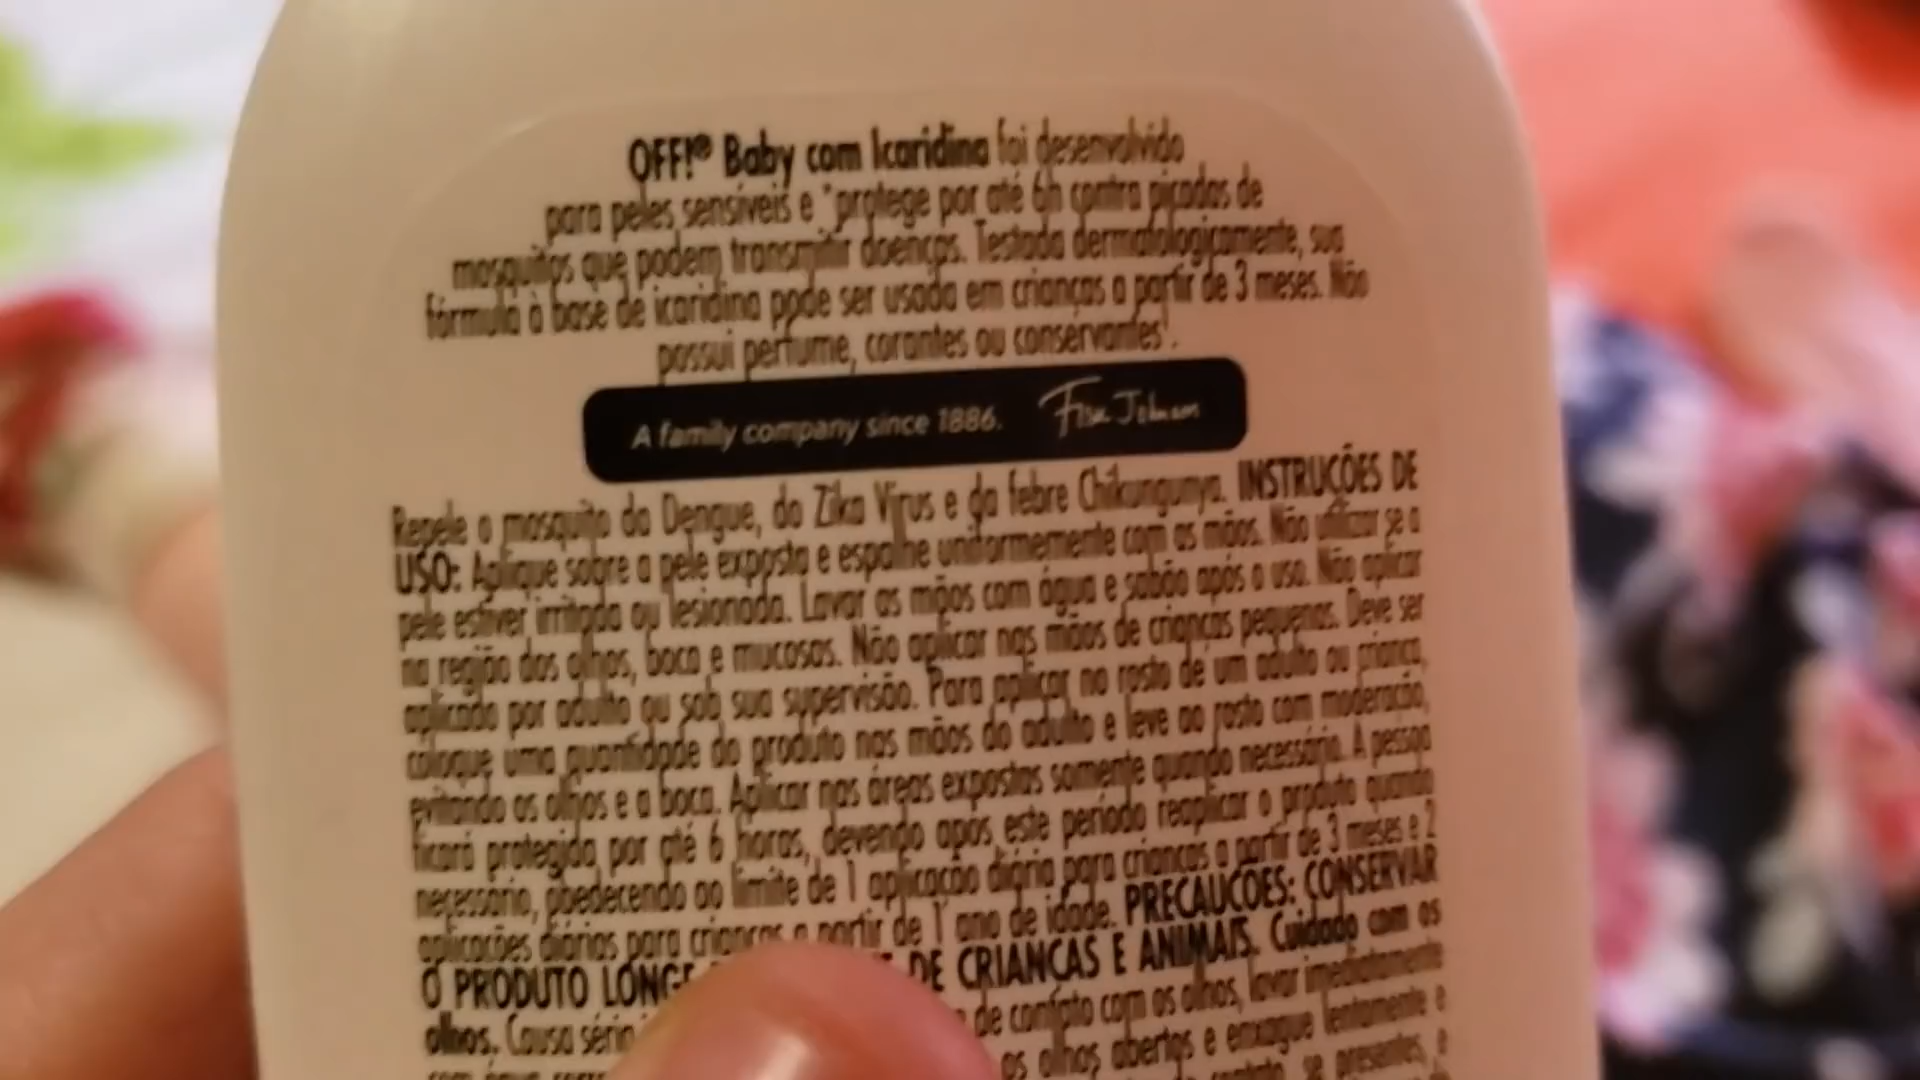 OFF!® Baby com Icaridina foi desenvolvido
para peles sensíveis e *protege por até 6h contra picadas de
mosquitos que podem transmitir doenças. Testada dermatologicamente, sua
fórmula à base de icaridina pode ser usada em crianças a partir de 3 meses. Não
possui perfume, corantes ou conservantes¹.
A family company since 1886. Fisk Johnson
Repele o mosquito da Dengue, do Zika Vírus e da febre Chikungunya. INSTRUÇÕES DE
USO: Aplique sobre a pele exposta e espalhe uniformemente com as mãos. Não utilizar se a
pele estiver irritada ou lesionada. Lavar as mãos com água e sabão após o uso. Não aplicar
na região dos olhos, boca e mucosas. Não aplicar nas mãos de crianças pequenas. Deve ser
aplicado por adulto ou sob sua supervisão. Para aplicar no rosto de um adulto ou criança,
coloque uma quantidade do produto nas mãos do adulto e leve ao rosto com moderação,
evitando os olhos e a boca. Aplicar nas áreas expostas somente quando necessário. A pessoa
ficará protegida por até 6 horas, devendo após este período reaplicar o produto quando
necessário, obedecendo ao limite de 1 aplicação diária para crianças a partir de 3 meses e 2
aplicações diárias para crianças a partir de 1 ano de idade. PRECAUÇÕES: CONSERVAR
O PRODUTO LONGE DE CRIANÇAS E ANIMAIS. Cuidado com os
olhos. Causa séria de contato com os olhos, lavar imediatamente
os olhos abertos e enxague lentamente e
contato, se presentes, e